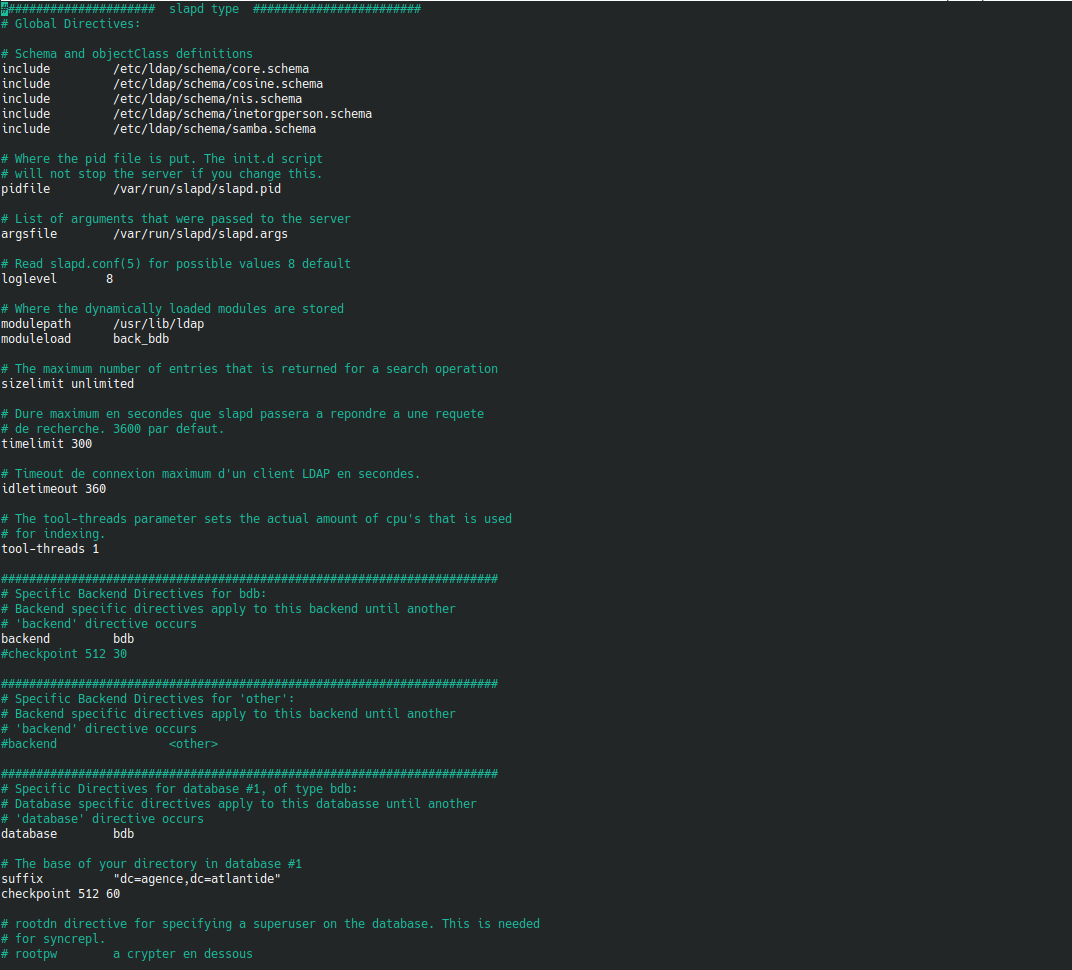 ######################  slapd type  ########################
# Global Directives:
# Schema and objectClass definitions
include         /etc/ldap/schema/core.schema
include         /etc/ldap/schema/cosine.schema
include         /etc/ldap/schema/nis.schema
include         /etc/ldap/schema/inetorgperson.schema
include         /etc/ldap/schema/samba.schema
# Where the pid file is put. The init.d script
# will not stop the server if you change this.
pidfile         /var/run/slapd/slapd.pid
# List of arguments that were passed to the server
argsfile        /var/run/slapd/slapd.args
# Read slapd.conf(5) for possible values 8 default
loglevel       8
# Where the dynamically loaded modules are stored
modulepath      /usr/lib/ldap
moduleload      back_bdb
# The maximum number of entries that is returned for a search operation
sizelimit unlimited
# Dure maximum en secondes que slapd passera a repondre a une requete
# de recherche. 3600 par defaut.
timelimit 300
# Timeout de connexion maximum d'un client LDAP en secondes.
idletimeout 360
# The tool-threads parameter sets the actual amount of cpu's that is used
# for indexing.
tool-threads 1
#######################################################################
# Specific Backend Directives for bdb:
# Backend specific directives apply to this backend until another
# 'backend' directive occurs
backend         bdb
#checkpoint 512 30
#######################################################################
# Specific Backend Directives for 'other':
# Backend specific directives apply to this backend until another
# 'backend' directive occurs
#backend                <other>
#######################################################################
# Specific Directives for database #1, of type bdb:
# Database specific directives apply to this databasse until another
# 'database' directive occurs
database        bdb
# The base of your directory in database #1
suffix          "dc=agence,dc=atlantide"
checkpoint 512 60
# rootdn directive for specifying a superuser on the database. This is needed
# for syncrepl.
# rootpw        a crypter en dessous